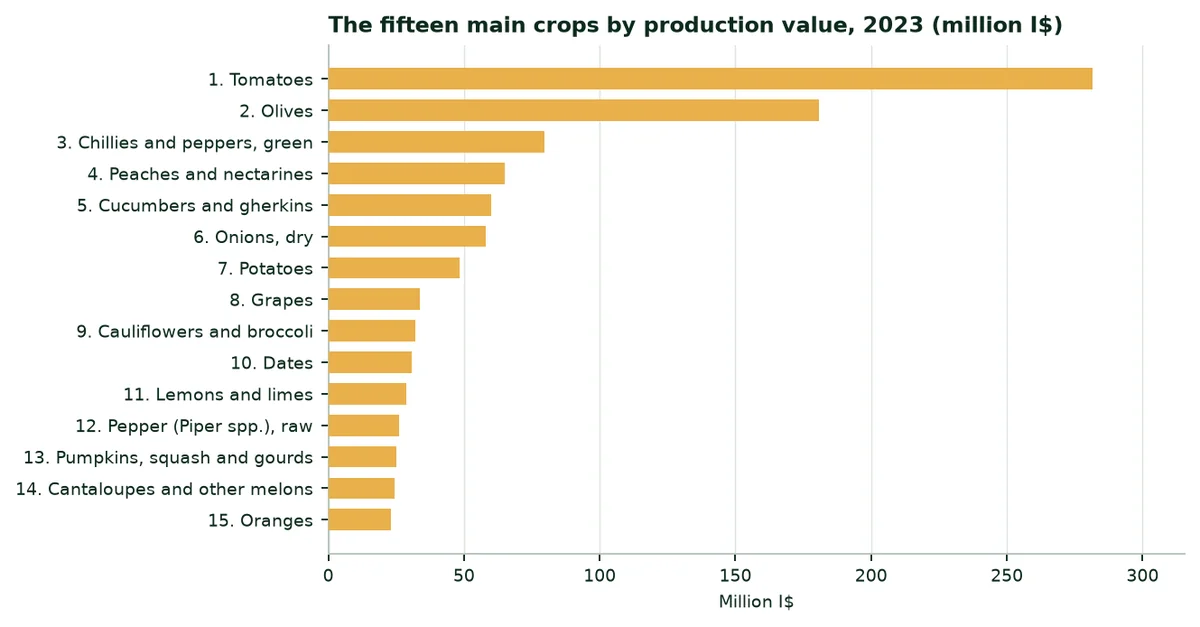 The fifteen main crops by production value, 2023 (million I$)
1. Tomatoes
2. Olives
3. Chillies and peppers, green
4. Peaches and nectarines
5. Cucumbers and gherkins
6. Onions, dry
7. Potatoes
8. Grapes
9. Cauliflowers and broccoli
10. Dates
11. Lemons and limes
12. Pepper (Piper spp.), raw
13. Pumpkins, squash and gourds
14. Cantaloupes and other melons
15. Oranges
0 50 100 150 200 250 300
Million I$